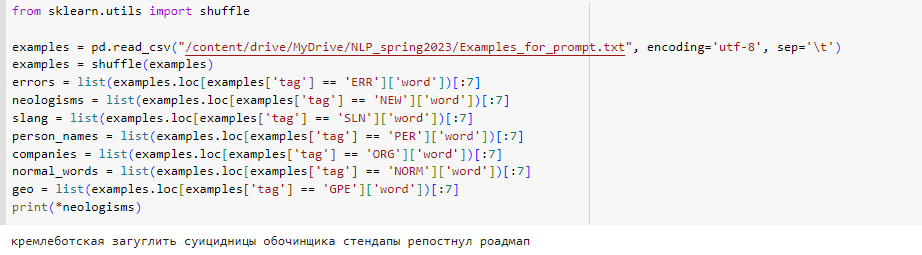 from sklearn.utils import shuffle
examples = pd.read_csv("/content/drive/MyDrive/NLP_spring2023/Examples_for_prompt.txt", encoding='utf-8', sep='\t')
examples = shuffle(examples)
errors = list(examples.loc[examples['tag'] == 'ERR']['word'])[:7]
neologisms = list(examples.loc[examples['tag'] == 'NEW']['word'])[:7]
slang = list(examples.loc[examples['tag'] == 'SLN']['word'])[:7]
person_names = list(examples.loc[examples['tag'] == 'PER']['word'])[:7]
companies = list(examples.loc[examples['tag'] == 'ORG']['word'])[:7]
normal_words = list(examples.loc[examples['tag'] == 'NORM']['word'])[:7]
geo = list(examples.loc[examples['tag'] == 'GPE']['word'])[:7]
print(*neologisms)
кремлеботская загуглить суицидницы обочинщика стендапы репостнул роадмап